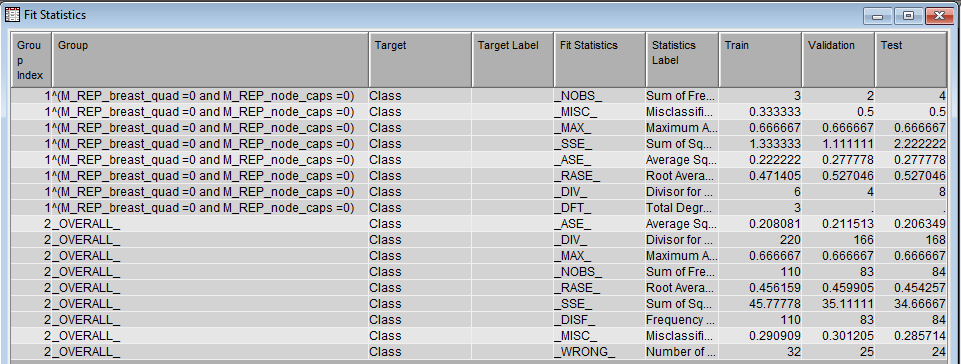 Fit Statistics
Grou p Index Group Target Target Label Fit Statistics Statistics Label Train Validation Test
1 ^(M_REP_breast_quad =0 and M_REP_node_caps =0) Class _NOBS_ Sum of Fre... 3 2 4
1 ^(M_REP_breast_quad =0 and M_REP_node_caps =0) Class _MISC_ Misclassifi... 0.333333 0.5 0.5
1 ^(M_REP_breast_quad =0 and M_REP_node_caps =0) Class _MAX_ Maximum A... 0.666667 0.666667 0.666667
1 ^(M_REP_breast_quad =0 and M_REP_node_caps =0) Class _SSE_ Sum of Sq... 1.333333 1.111111 2.222222
1 ^(M_REP_breast_quad =0 and M_REP_node_caps =0) Class _ASE_ Average Sq... 0.222222 0.277778 0.277778
1 ^(M_REP_breast_quad =0 and M_REP_node_caps =0) Class _RASE_ Root Avera... 0.471405 0.527046 0.527046
1 ^(M_REP_breast_quad =0 and M_REP_node_caps =0) Class _DIV_ Divisor for ... 6 4 8
1 ^(M_REP_breast_quad =0 and M_REP_node_caps =0) Class _DFT_ Total Degr... 3 . .
2 _OVERALL_ Class _ASE_ Average Sq... 0.208081 0.211513 0.206349
2 _OVERALL_ Class _DIV_ Divisor for ... 220 166 168
2 _OVERALL_ Class _MAX_ Maximum A... 0.666667 0.666667 0.666667
2 _OVERALL_ Class _NOBS_ Sum of Fre... 110 83 84
2 _OVERALL_ Class _RASE_ Root Avera... 0.456159 0.459905 0.454257
2 _OVERALL_ Class _SSE_ Sum of Sq... 45.77778 35.11111 34.66667
2 _OVERALL_ Class _DISF_ Frequency ... 110 83 84
2 _OVERALL_ Class _MISC_ Misclassifi... 0.290909 0.301205 0.285714
2 _OVERALL_ Class _WRONG_ Number of ... 32 25 24